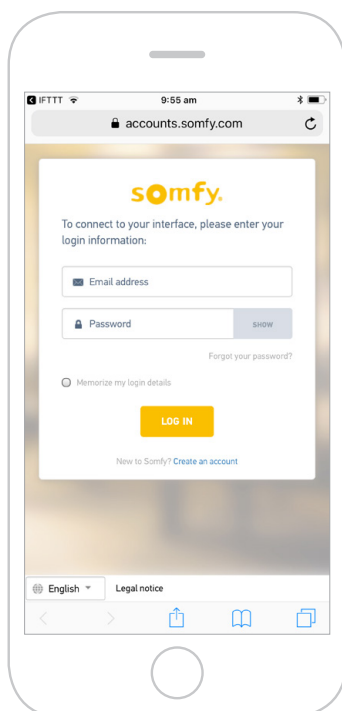 IFTTT 9:55 am
accounts.somfy.com
somfy.
To connect to your interface, please enter your
login information:
Email address
Password SHOW
Forgot your password?
Memorize my login details
LOG IN
New to Somfy? Create an account
English Legal notice